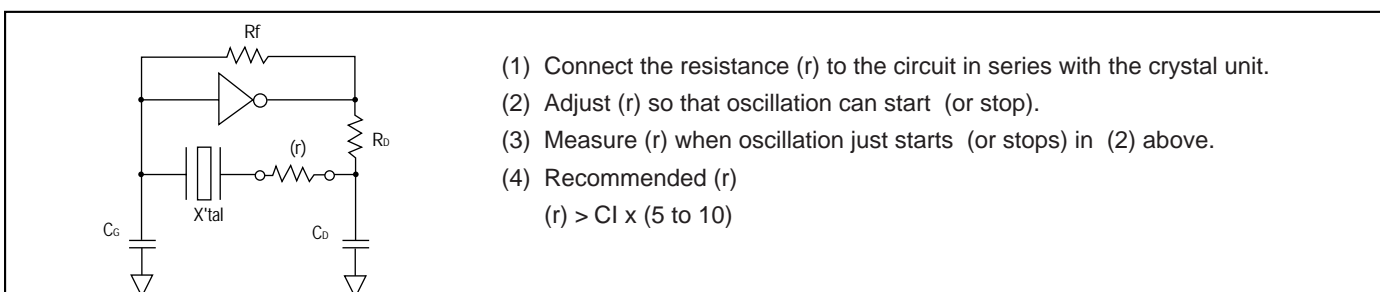 Rf
(1) Connect the resistance (r) to the circuit in series with the crystal unit.
(2) Adjust (r) so that oscillation can start (or stop).
(3) Measure (r) when oscillation just starts (or stops) in (2) above.
(4) Recommended (r)
(r) > CI x (5 to 10)
RD
(r)
X'tal
CG
CD